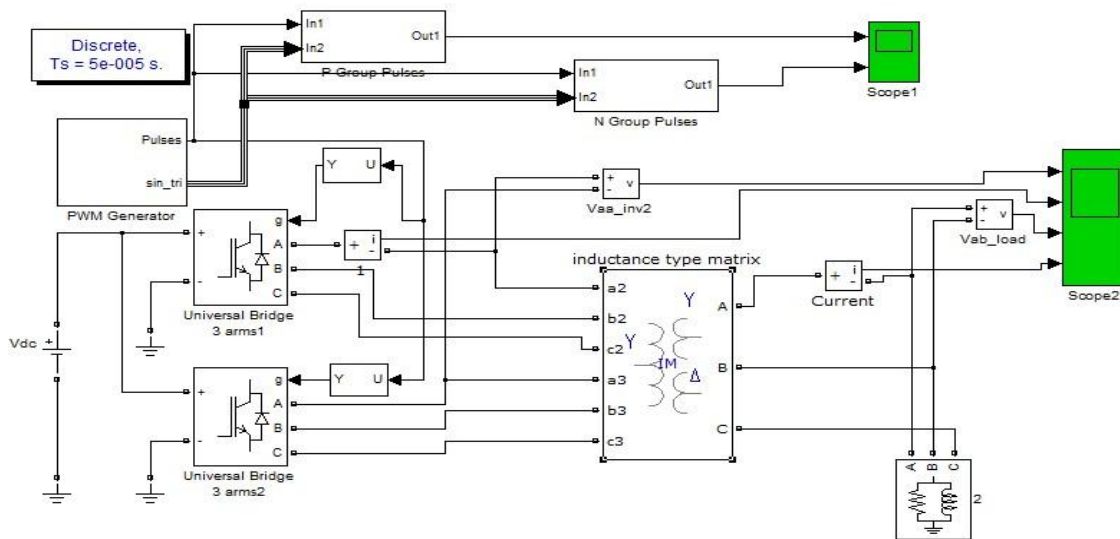 Discrete,
Ts = 5e-005 s.
In1
In2
Out1
P Group Pulses
In1
In2
Out1
N Group Pulses
Scope1
Pulses
sin_tri
PWM Generator
Y U
+
-
g
A
B
C
Universal Bridge
3 arms1
+ i
-
1
+
-
v
Vaa_inv2
+
-
v
Vab_load
Scope2
inductance type matrix
a2
b2
c2
a3
b3
c3
Y
Y
IM
Δ
A
B
C
+ i
-
Current
Vdc
+
Y U
+
-
g
A
B
C
Universal Bridge
3 arms2
A B C
2